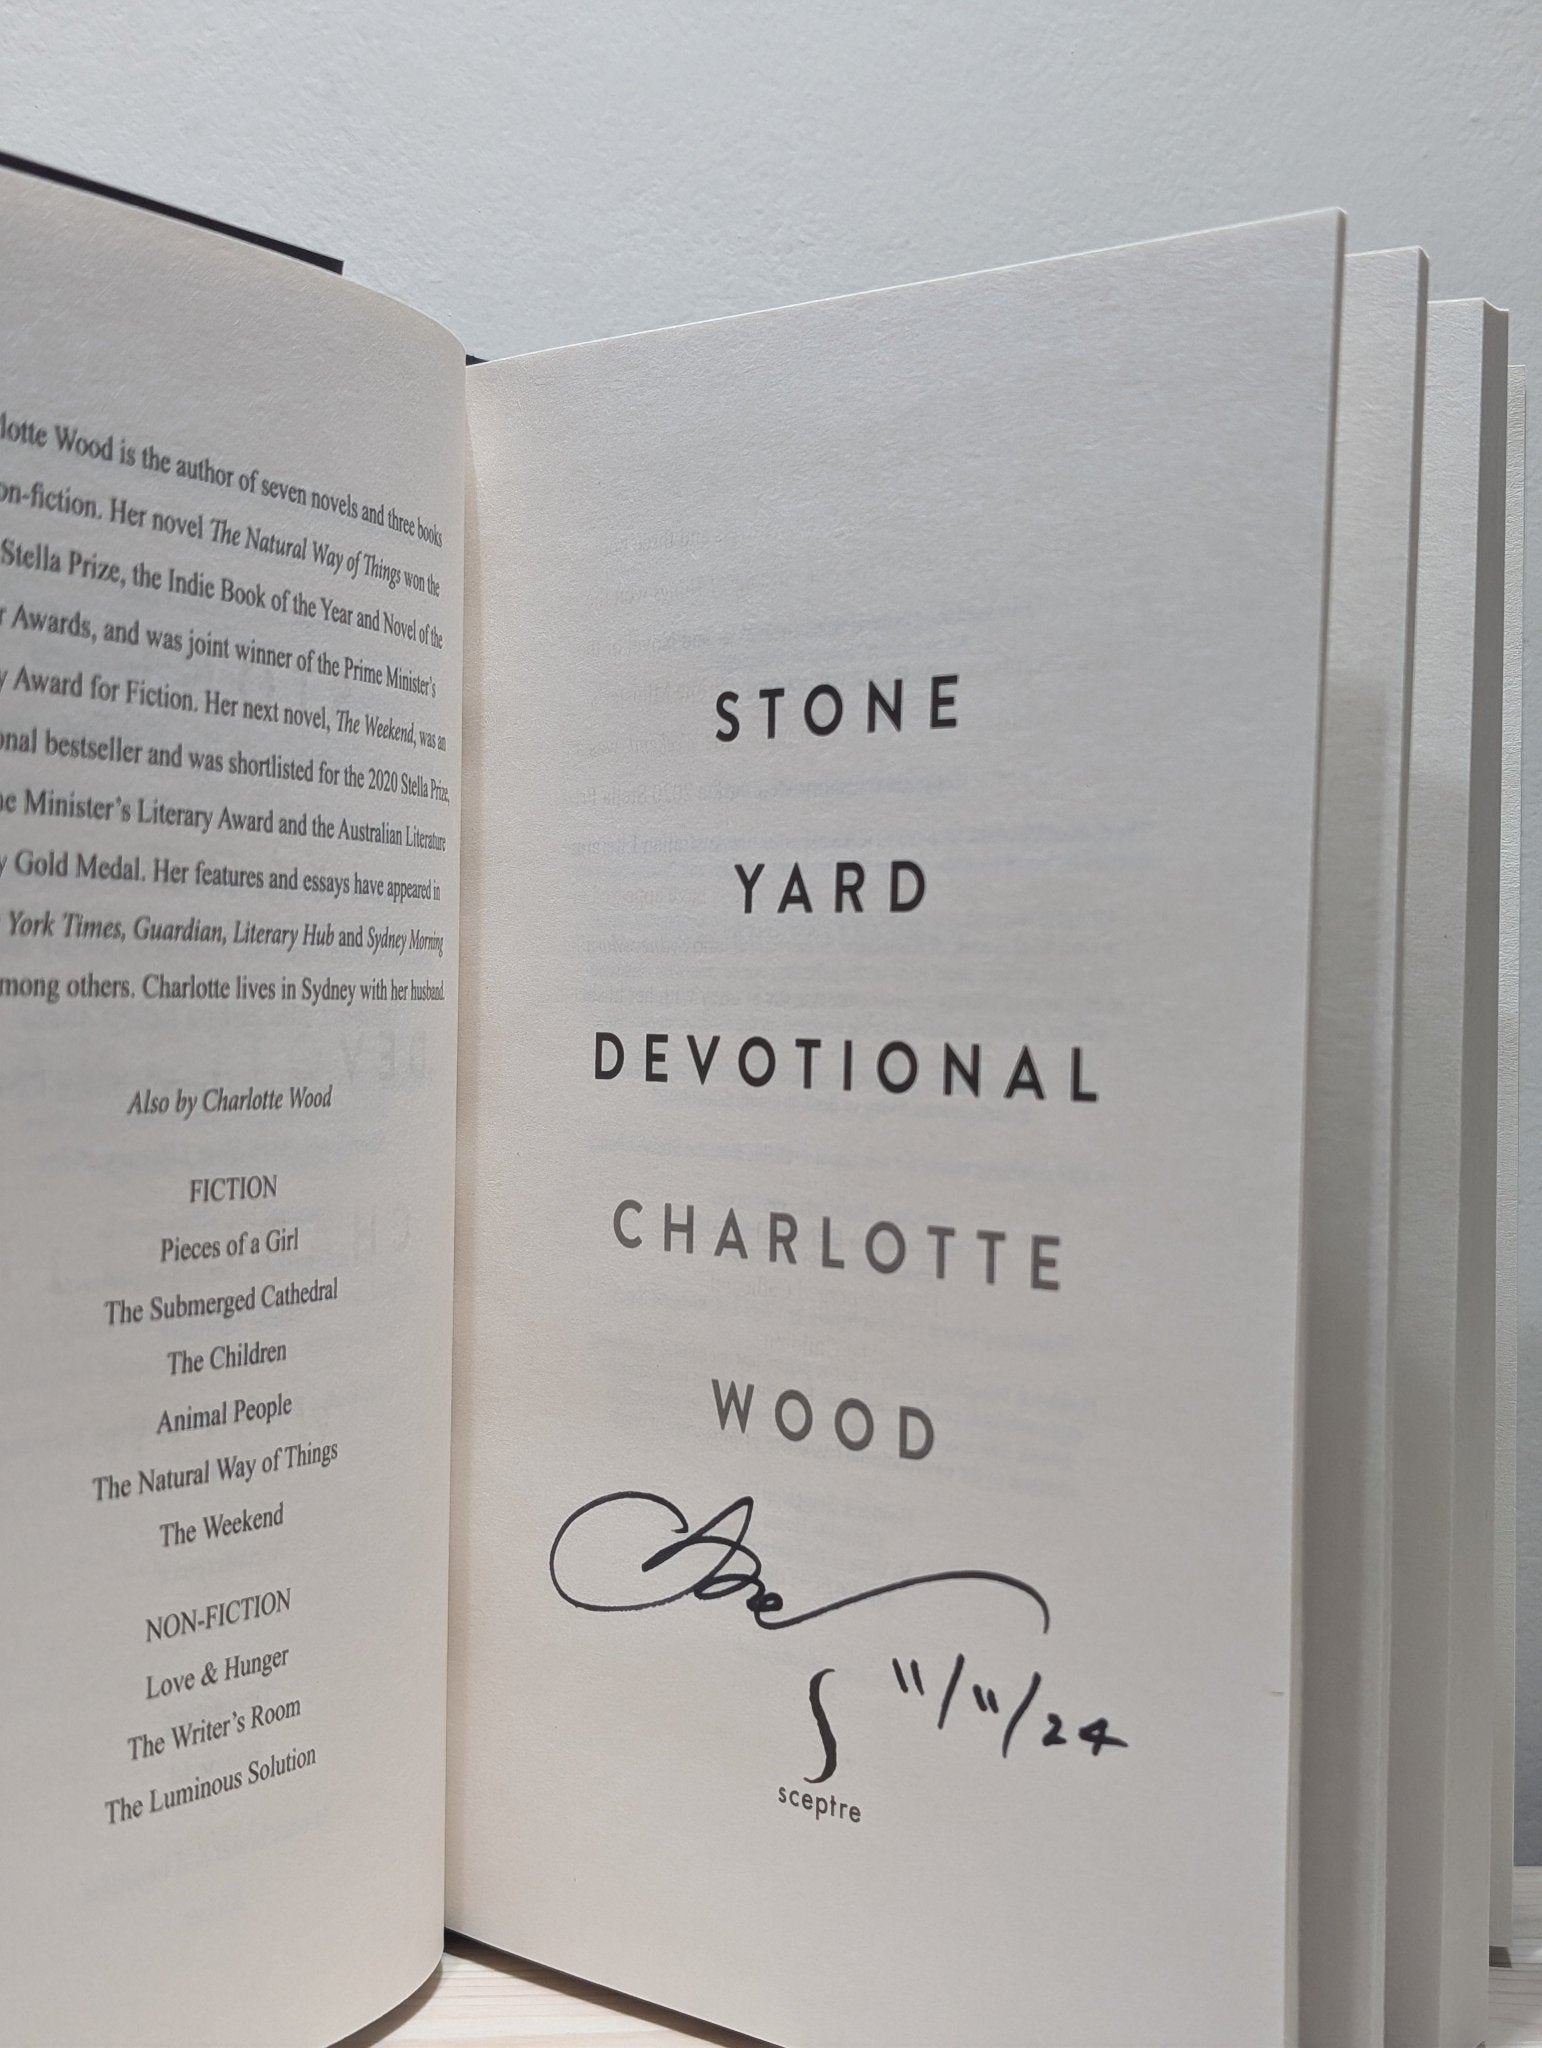 Wood is the author of seven novels and three books
Her novel The Natural Way of Things won the
Stella Prize, the Indie Book of the Year and Novel of the
Awards, and was joint winner of the Prime Minister's
Award for Fiction. Her next novel, The Weekend, was an
bestseller and was shortlisted for the 2020 Stella Prize,
Minister's Literary Award and the Australian Literature
Gold Medal. Her features and essays have appeared in
York Times, Guardian, Literary Hub and Sydney Morning
others. Charlotte lives in Sydney with her husband.
Also by Charlotte Wood
FICTION
Pieces of a Girl
The Submerged Cathedral
The Children
Animal People
The Natural Way of Things
The Weekend
NON-FICTION
Love & Hunger
The Writer's Room
The Luminous Solution
STONE
YARD
DEVOTIONAL
CHARLOTTE
WOOD
11/11/24
sceptre